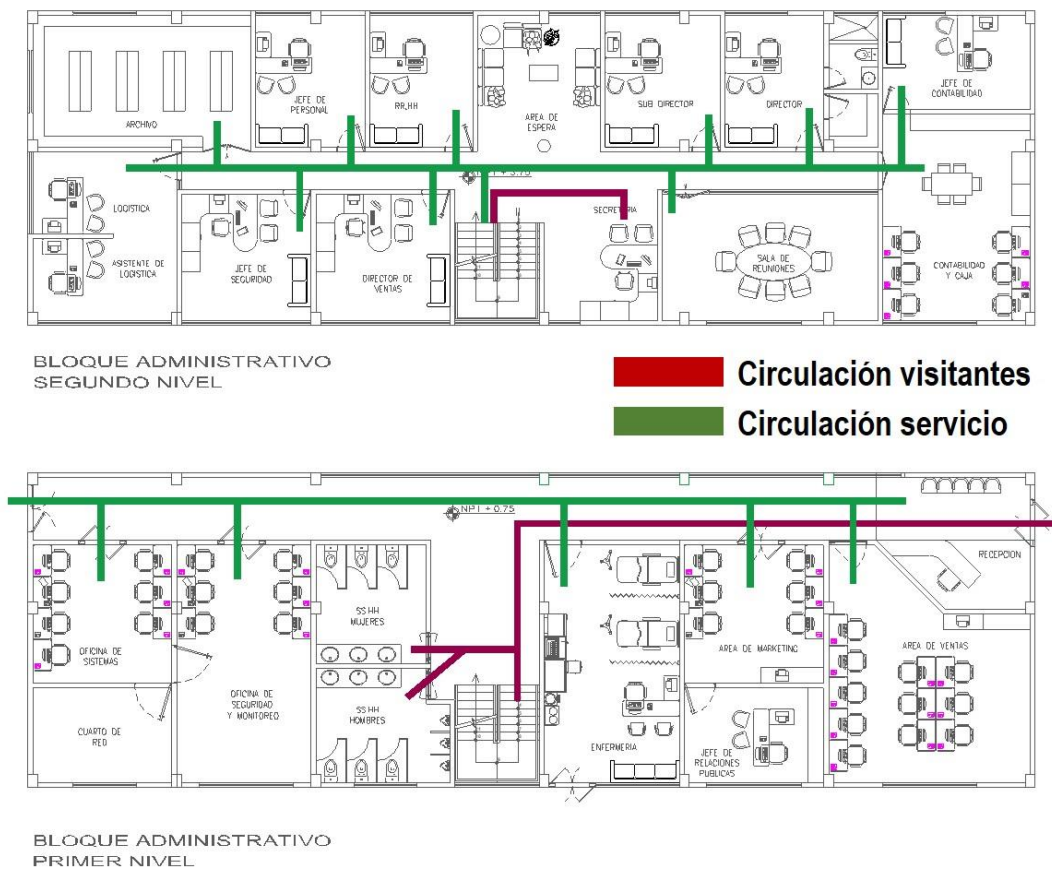 ARCHIVO
JEFE DE
PERSONAL
RR.HH
AREA DE
ESPERA
SUB DIRECTOR
DIRECTOR
JEFE DE
CONTABILIDAD
LOGISTICA
ASISTENTE DE
LOGISTICA
JEFE DE
SEGURIDAD
DIRECTOR DE
VENTAS
SECRETARIA
SALA DE
REUNIONES
CONTABILIDAD
Y CAJA
BLOQUE ADMINISTRATIVO
SEGUNDO NIVEL
Circulación visitantes
Circulación servicio
NPT + 0.75
RECEPCION
OFICINA DE
SISTEMAS
CUARTO DE
RED
OFICINA DE
SEGURIDAD
Y MONITOREO
SS HH
MUJERES
SS HH
HOMBRES
ENFERMERIA
AREA DE MARKETING
JEFE DE
RELACIONES
PUBLICAS
AREA DE VENTAS
BLOQUE ADMINISTRATIVO
PRIMER NIVEL